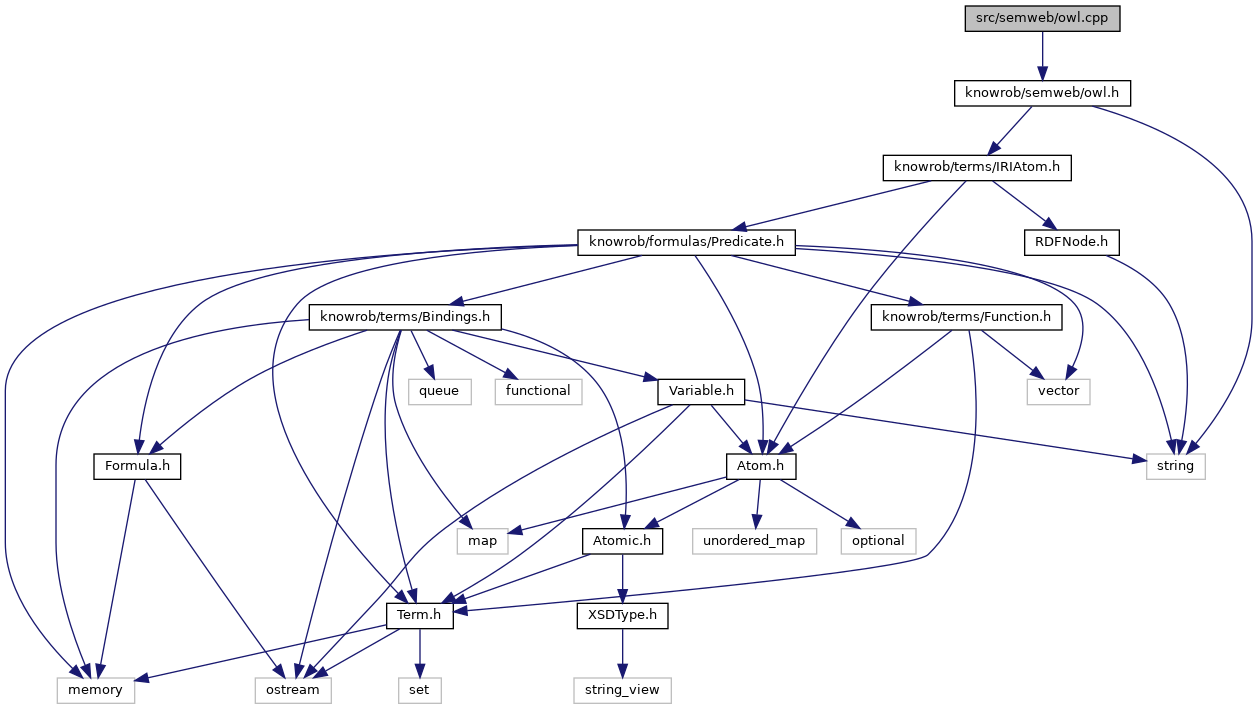 src/semweb/owl.cpp
knowrob/semweb/owl.h
knowrob/terms/IRIAtom.h
knowrob/formulas/Predicate.h
RDFNode.h
knowrob/terms/Bindings.h
knowrob/terms/Function.h
queue
functional
Variable.h
vector
Formula.h
Atom.h
string
map
Atomic.h
unordered_map
optional
Term.h
XSDType.h
memory
ostream
set
string_view